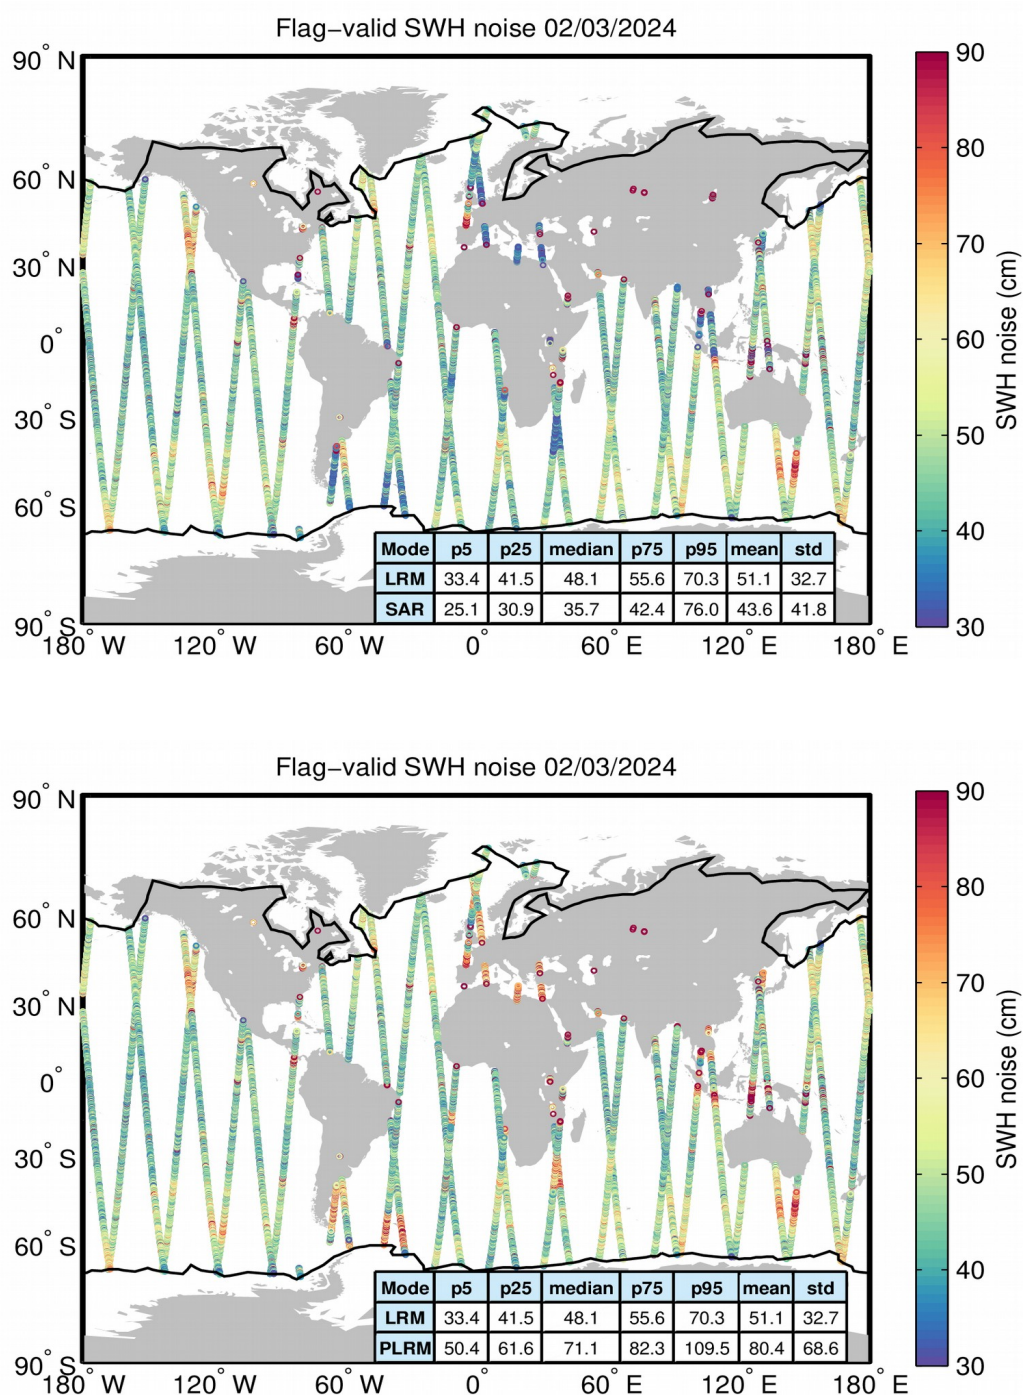 Flag−valid SWH noise 02/03/2024
90° N
60° N
30° N
0°
30° S
60° S
90° S
180° W 120° W 60° W 0° 60° E 120° E 180° E
Mode p5 p25 median p75 p95 mean std
LRM 33.4 41.5 48.1 55.6 70.3 51.1 32.7
SAR 25.1 30.9 35.7 42.4 76.0 43.6 41.8
90
80
70
60
50
40
30
SWH noise (cm)
Flag−valid SWH noise 02/03/2024
90° N
60° N
30° N
0°
30° S
60° S
90° S
180° W 120° W 60° W 0° 60° E 120° E 180° E
Mode p5 p25 median p75 p95 mean std
LRM 33.4 41.5 48.1 55.6 70.3 51.1 32.7
PLRM 50.4 61.6 71.1 82.3 109.5 80.4 68.6
90
80
70
60
50
40
30
SWH noise (cm)